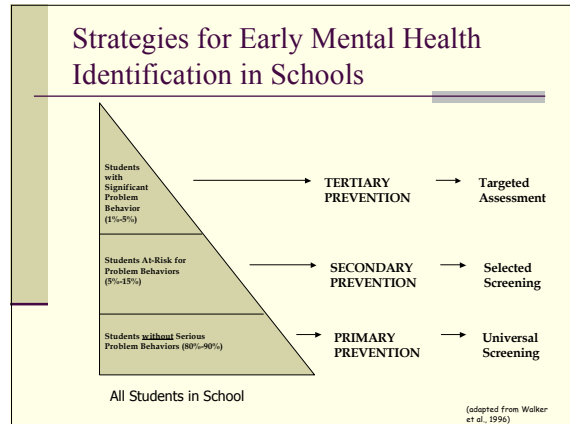 Strategies for Early Mental Health
Identification in Schools
Students
with
Significant
Problem
Behavior
(1%-5%)
TERTIARY
PREVENTION
Targeted
Assessment
Students At-Risk for
Problem Behaviors
(5%-15%)
SECONDARY
PREVENTION
Selected
Screening
Students without Serious
Problem Behaviors (80%-90%)
PRIMARY
PREVENTION
Universal
Screening
All Students in School
(adapted from Walker
et al., 1996)